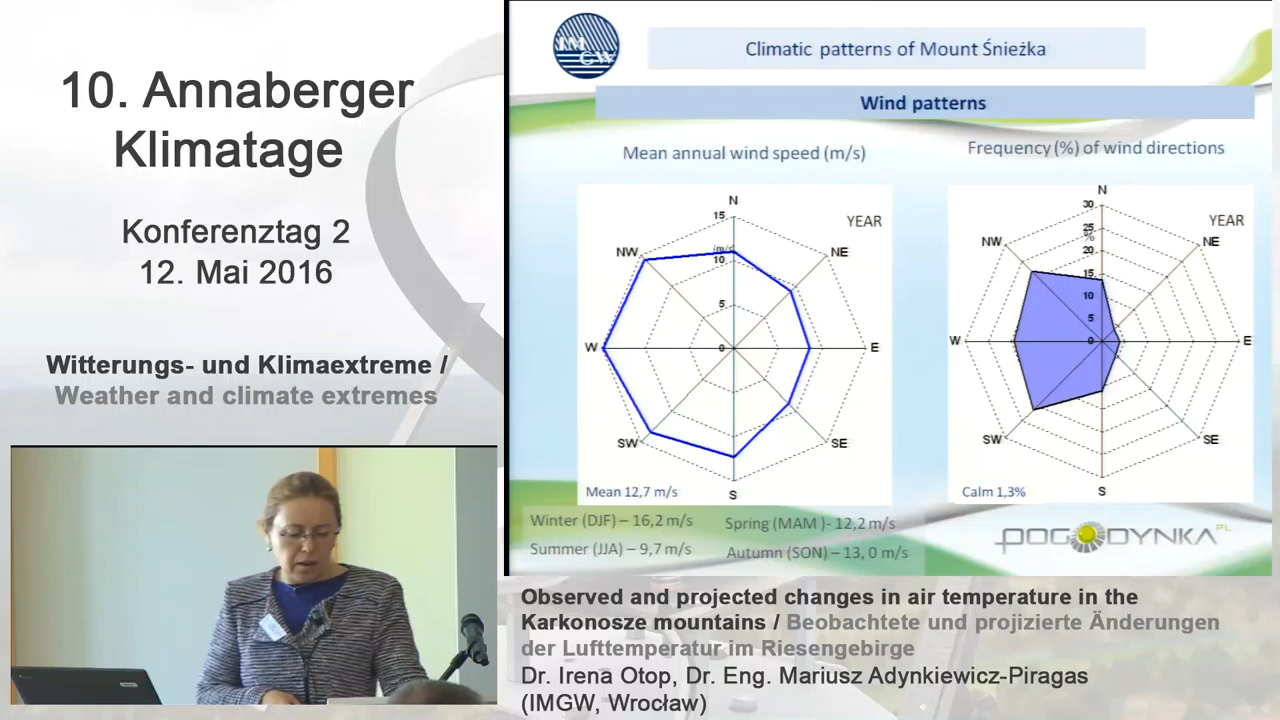 10. Annaberger
Klimatage
Konferenztag 2
12. Mai 2016
Witterungs- und Klimaextreme /
Weather and climate extremes
IM
GW
Climatic patterns of Mount Śnieżka
Wind patterns
Mean annual wind speed (m/s)
N
15
YEAR
NW
(m/s)
NE
10
5
W
0
E
SW
SE
Mean 12,7 m/s
S
Frequency (%) of wind directions
N
30
YEAR
25
NW
%
NE
20
15
10
5
W
0
E
SW
SE
Calm 1,3%
S
Winter (DJF) – 16,2 m/s
Spring (MAM )- 12,2 m/s
Summer (JJA) – 9,7 m/s
Autumn (SON) – 13, 0 m/s
POGODYNKA PL
Observed and projected changes in air temperature in the
Karkonosze mountains / Beobachtete und projizierte Änderungen
der Lufttemperatur im Riesengebirge
Dr. Irena Otop, Dr. Eng. Mariusz Adynkiewicz-Piragas
(IMGW, Wrocław)